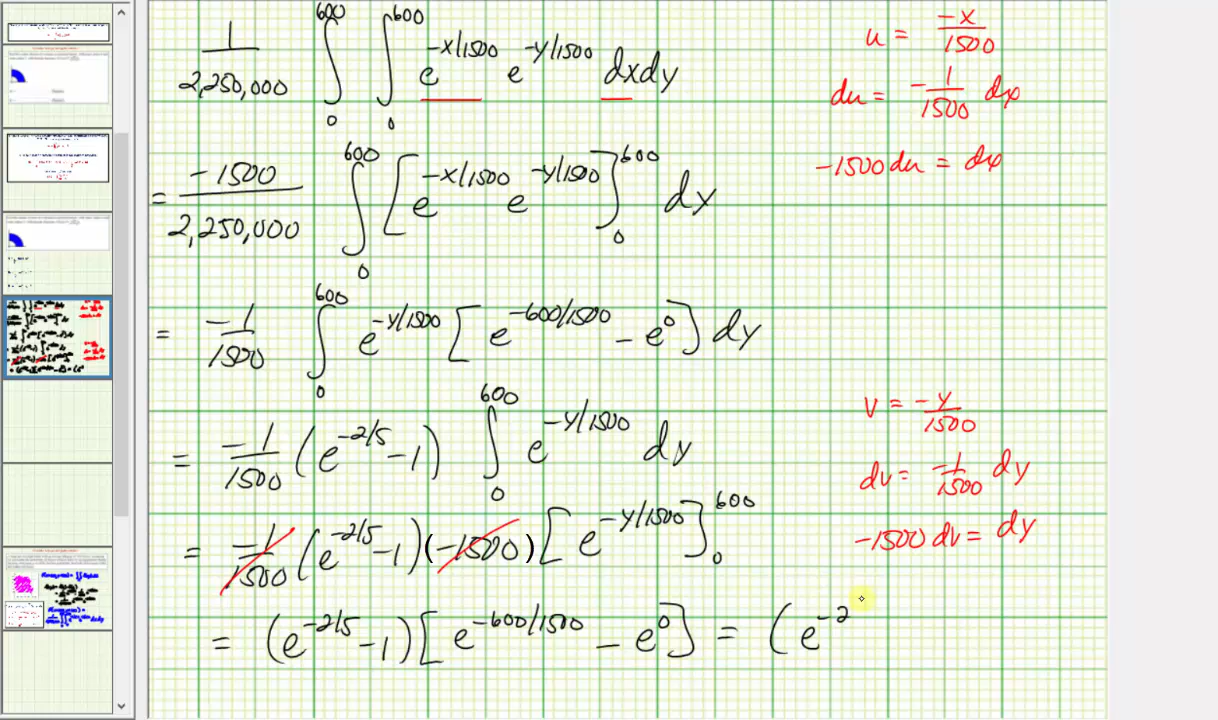 1/2,250,000 ∫₀⁶⁰⁰ ∫₀⁶⁰⁰ e^(-x/1500) e^(-y/1500) dxdy
u = -x/1500
du = -1/1500 dx
-1500 du = dx
= -1500/2,250,000 ∫₀⁶⁰⁰ [e^(-x/1500) e^(-y/1500)]₀⁶⁰⁰ dy
= -1/1500 ∫₀⁶⁰⁰ e^(-y/1500) [e^(-600/1500) - e^0] dy
= -1/1500 (e^(-2/5) - 1) ∫₀⁶⁰⁰ e^(-y/1500) dy
v = -y/1500
dv = -1/1500 dy
-1500 dv = dy
= -1/1500 (e^(-2/5) - 1)(-1500) [e^(-y/1500)]₀⁶⁰⁰
= (e^(-2/5) - 1)[e^(-600/1500) - e^0] = (e^(-2